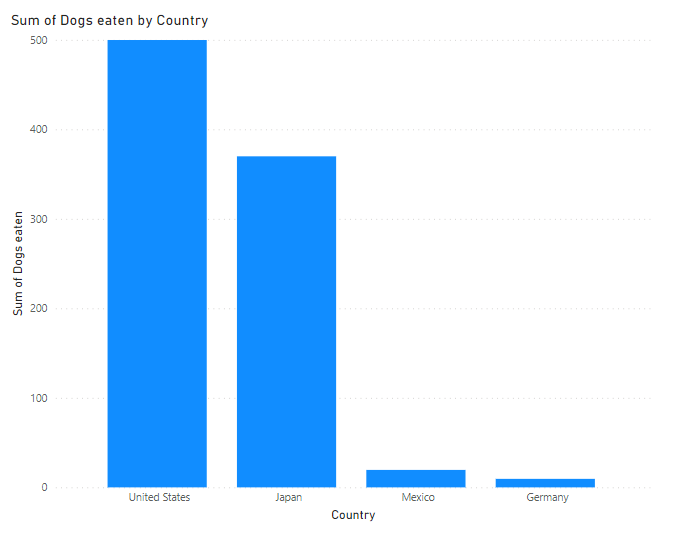 Sum of Dogs eaten by Country
500
400
300
200
100
0
Sum of Dogs eaten
United States Japan Mexico Germany
Country